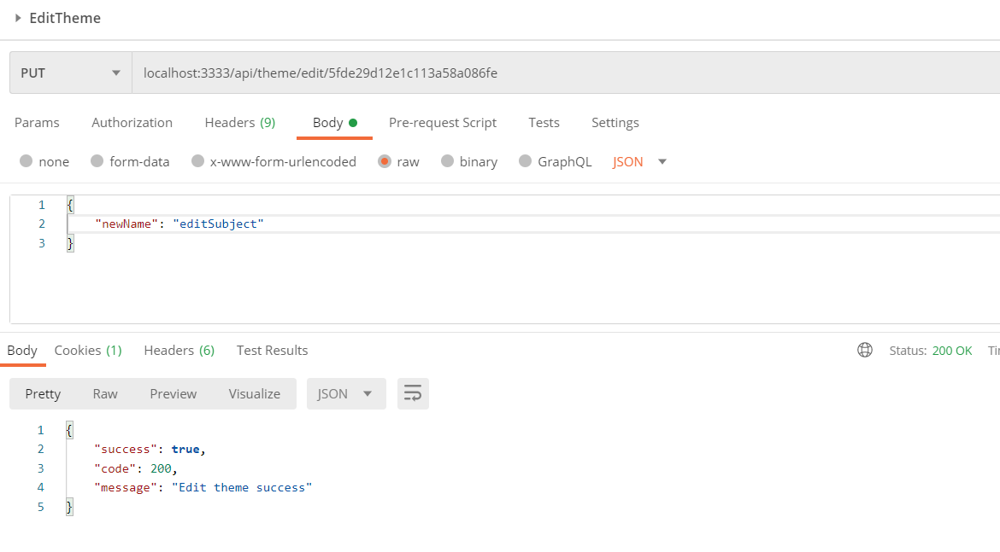 EditTheme
PUT localhost:3333/api/theme/edit/5fde29d12e1c113a58a086fe
Params Authorization Headers (9) Body Pre-request Script Tests Settings
none form-data x-www-form-urlencoded raw binary GraphQL JSON
1 {
2 "newName": "editSubject"
3 }
Body Cookies (1) Headers (6) Test Results Status: 200 OK
Pretty Raw Preview Visualize JSON
1 {
2 "success": true,
3 "code": 200,
4 "message": "Edit theme success"
5 }